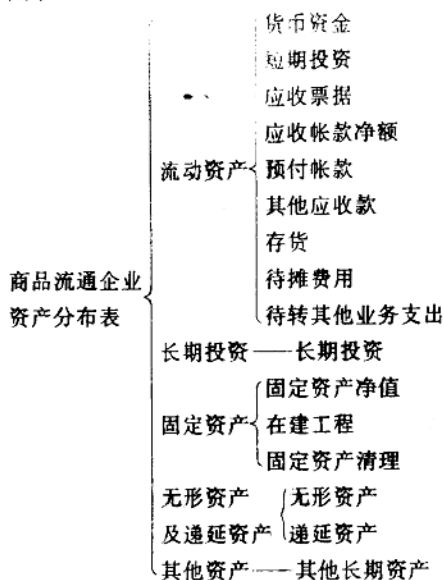 货币资金
短期投资
应收票据
应收帐款净额
流动资产 预付帐款
其他应收款
存货
商品流通企业 待摊费用
资产分布表 待转其他业务支出
长期投资——长期投资
固定资产净值
固定资产 在建工程
固定资产清理
无形资产 无形资产
及递延资产 递延资产
其他资产——其他长期资产